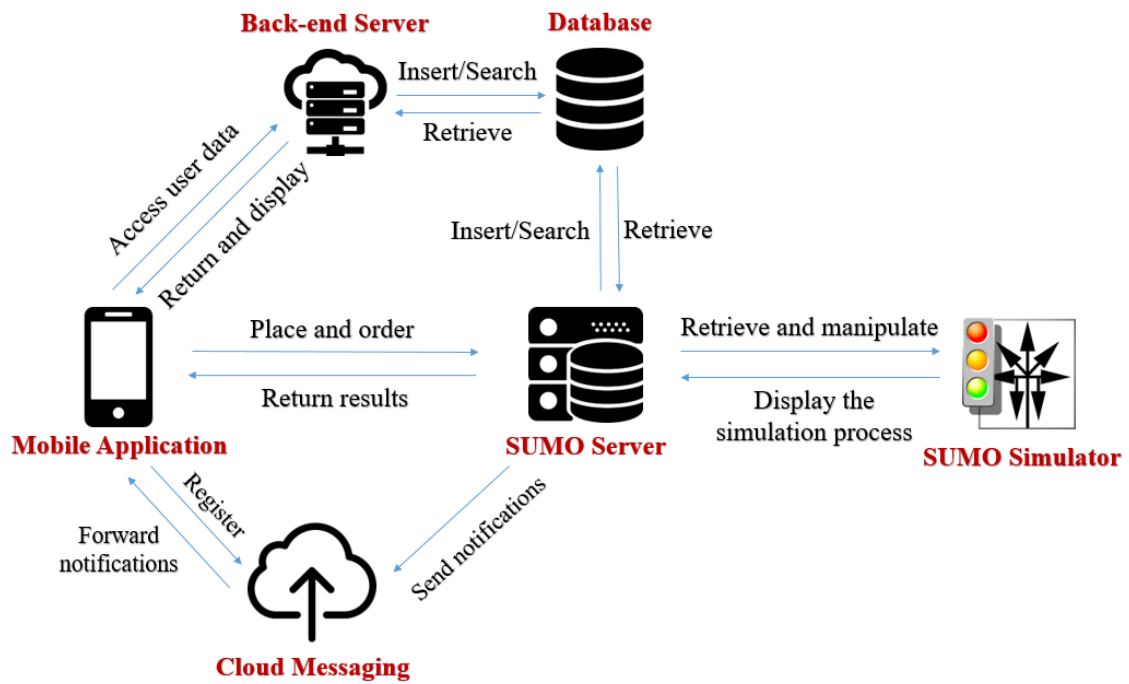 Back-end Server
Database
Insert/Search
Retrieve
Access user data
Return and display
Insert/Search
Retrieve
Place and order
Return results
Retrieve and manipulate
Display the
simulation process
Mobile Application
SUMO Server
SUMO Simulator
Register
Forward
notifications
Send notifications
Cloud Messaging